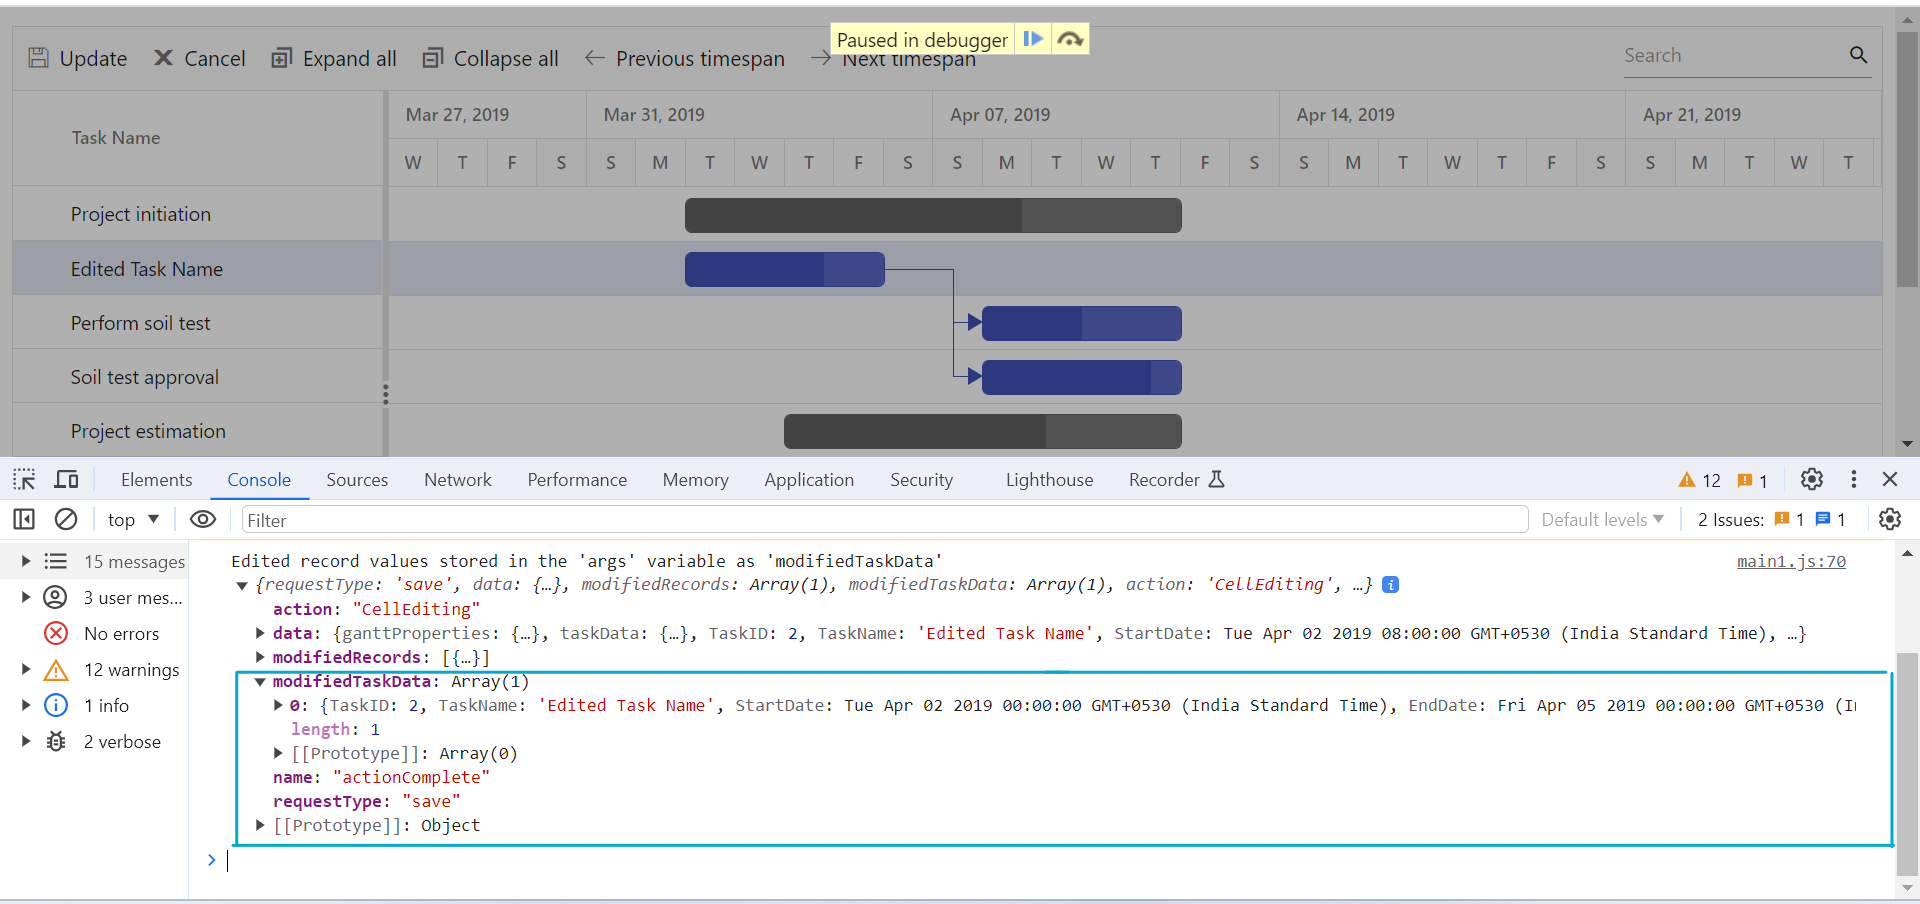 Paused in debugger
Update Cancel Expand all Collapse all Previous timespan Next timespan Search
Mar 27, 2019 Mar 31, 2019 Apr 07, 2019 Apr 14, 2019 Apr 21, 2019
Task Name
W T F S S M T W T F S S M T W T F S S M T W T F S S M T W T
Project initiation
Edited Task Name
Perform soil test
Soil test approval
Project estimation
Elements Console Sources Network Performance Memory Application Security Lighthouse Recorder 12 1
top Filter Default levels 2 Issues: 1 1
15 messages
3 user mes...
No errors
12 warnings
1 info
2 verbose
Edited record values stored in the 'args' variable as 'modifiedTaskData' main1.js:70
{requestType: 'save', data: {…}, modifiedRecords: Array(1), modifiedTaskData: Array(1), action: 'CellEditing', …} i
action: "CellEditing"
data: {ganttProperties: {…}, taskData: {…}, TaskID: 2, TaskName: 'Edited Task Name', StartDate: Tue Apr 02 2019 08:00:00 GMT+0530 (India Standard Time), …}
modifiedRecords: [{…}]
modifiedTaskData: Array(1)
0: {TaskID: 2, TaskName: 'Edited Task Name', StartDate: Tue Apr 02 2019 00:00:00 GMT+0530 (India Standard Time), EndDate: Fri Apr 05 2019 00:00:00 GMT+0530 (In
length: 1
[[Prototype]]: Array(0)
name: "actionComplete"
requestType: "save"
[[Prototype]]: Object